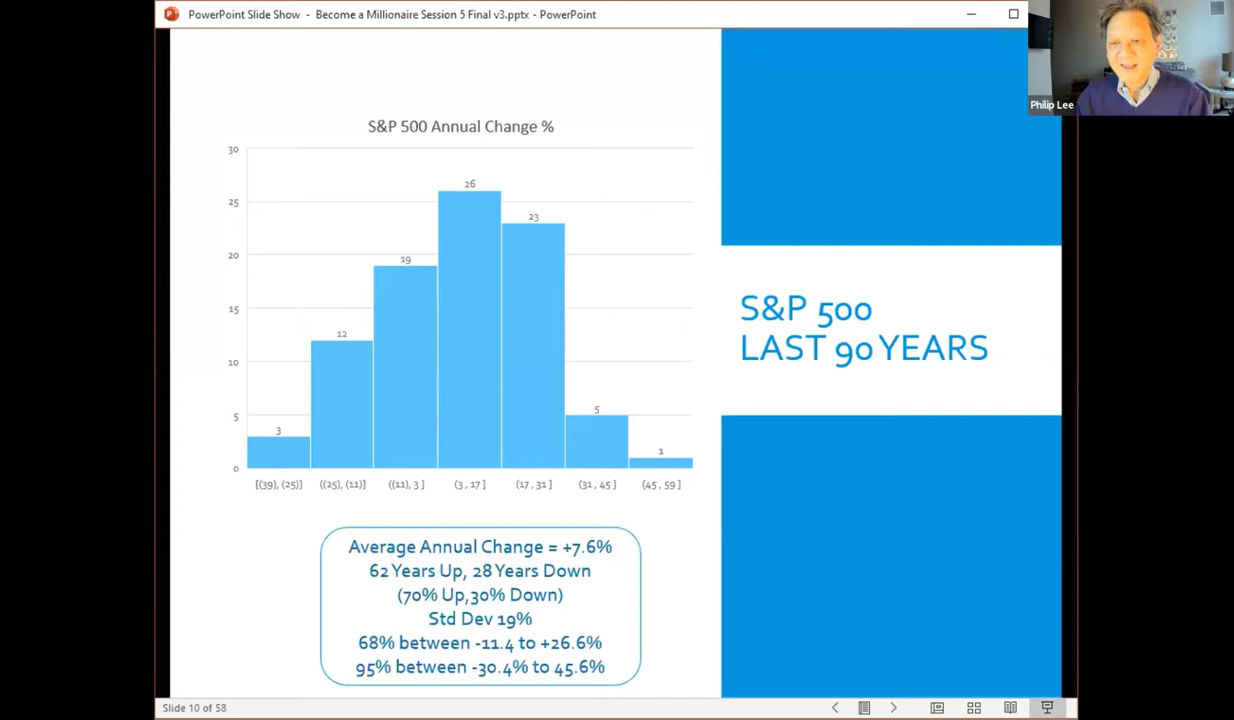 PowerPoint Slide Show - Become a Millionaire Session 5 Final v3.pptx - PowerPoint
Philip Lee
S&P 500 Annual Change %
30
25
20
15
10
5
0
3
12
19
26
23
5
1
[(39), (25)]
((25), (11)]
((11), 3 ]
(3 , 17 ]
(17 , 31 ]
(31 , 45 ]
(45 , 59 ]
S&P 500
LAST 90 YEARS
Average Annual Change = +7.6%
62 Years Up, 28 Years Down
(70% Up,30% Down)
Std Dev 19%
68% between -11.4 to +26.6%
95% between -30.4% to 45.6%
Slide 10 of 58